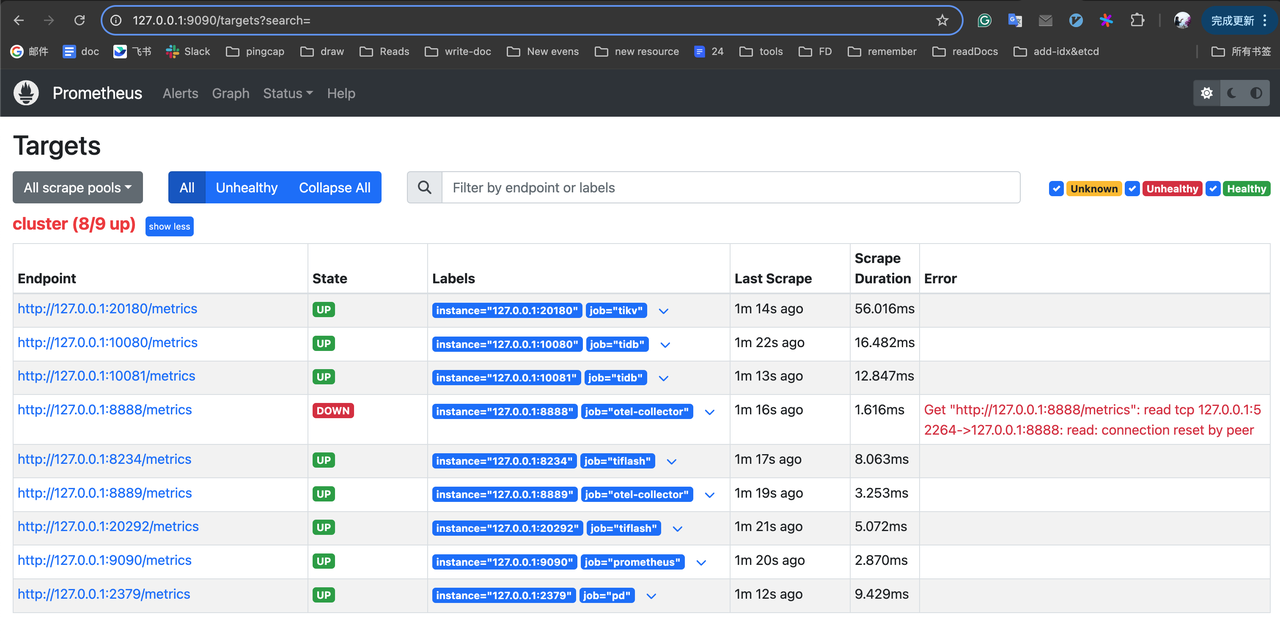 127.0.0.1:9090/targets?search=
完成更新
邮件 doc 飞书 Slack pingcap draw Reads write-doc New evens new resource 24 tools FD remember readDocs add-idx&etcd 所有书签
Prometheus Alerts Graph Status Help
Targets
All scrape pools All Unhealthy Collapse All Filter by endpoint or labels Unknown Unhealthy Healthy
cluster (8/9 up) show less
Endpoint State Labels Last Scrape Scrape Duration Error
http://127.0.0.1:20180/metrics UP instance="127.0.0.1:20180" job="tikv" 1m 14s ago 56.016ms
http://127.0.0.1:10080/metrics UP instance="127.0.0.1:10080" job="tidb" 1m 22s ago 16.482ms
http://127.0.0.1:10081/metrics UP instance="127.0.0.1:10081" job="tidb" 1m 13s ago 12.847ms
http://127.0.0.1:8888/metrics DOWN instance="127.0.0.1:8888" job="otel-collector" 1m 16s ago 1.616ms Get "http://127.0.0.1:8888/metrics": read tcp 127.0.0.1:5
2264->127.0.0.1:8888: read: connection reset by peer
http://127.0.0.1:8234/metrics UP instance="127.0.0.1:8234" job="tiflash" 1m 17s ago 8.063ms
http://127.0.0.1:8889/metrics UP instance="127.0.0.1:8889" job="otel-collector" 1m 19s ago 3.253ms
http://127.0.0.1:20292/metrics UP instance="127.0.0.1:20292" job="tiflash" 1m 21s ago 5.072ms
http://127.0.0.1:9090/metrics UP instance="127.0.0.1:9090" job="prometheus" 1m 20s ago 2.870ms
http://127.0.0.1:2379/metrics UP instance="127.0.0.1:2379" job="pd" 1m 12s ago 9.429ms